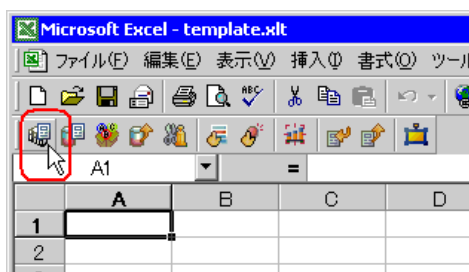 Microsoft Excel - template.xlt
ファイル(F) 編集(E) 表示(V) 挿入(I) 書式(O) ツール
ABC
A1 =
A B C D
1
2